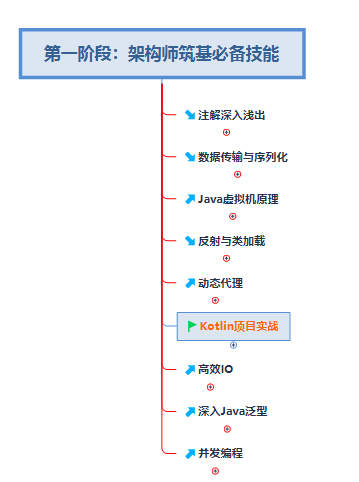 第一阶段：架构师筑基必备技能
注解深入浅出
数据传输与序列化
Java虚拟机原理
反射与类加载
动态代理
Kotlin项目实战
高效IO
深入Java泛型
并发编程